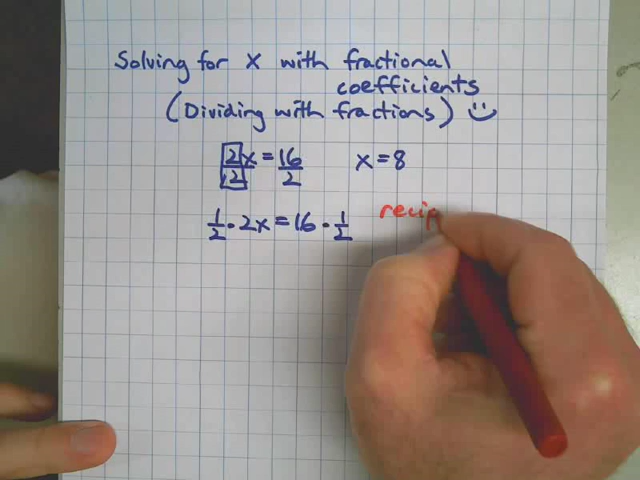 Solving for x with fractional
coefficients
(Dividing with fractions) :)
2x/2 = 16/2   x = 8
1/2 · 2x = 16 · 1/2   recip